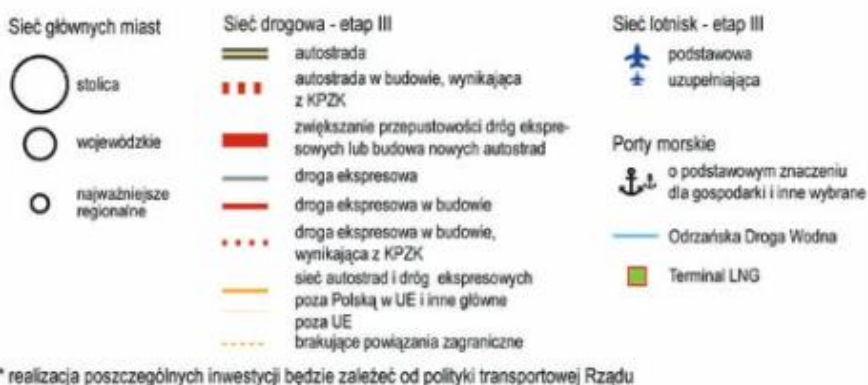 Sieć głównych miast
stolica
wojewódzkie
najważniejsze
regionalne
Sieć drogowa - etap III
autostrada
autostrada w budowie, wynikająca
z KPZK
zwiększanie przepustowości dróg ekspre-
sowych lub budowa nowych autostrad
droga ekspresowa
droga ekspresowa w budowie
droga ekspresowa w budowie,
wynikająca z KPZK
sieć autostrad i dróg ekspresowych
poza Polską w UE i inne główne
poza UE
brakujące powiązania zagraniczne
Sieć lotnisk - etap III
podstawowa
uzupełniająca
Porty morskie
o podstawowym znaczeniu
dla gospodarki i inne wybrane
Odrzańska Droga Wodna
Terminal LNG
* realizacja poszczególnych inwestycji będzie zależeć od polityki transportowej Rządu